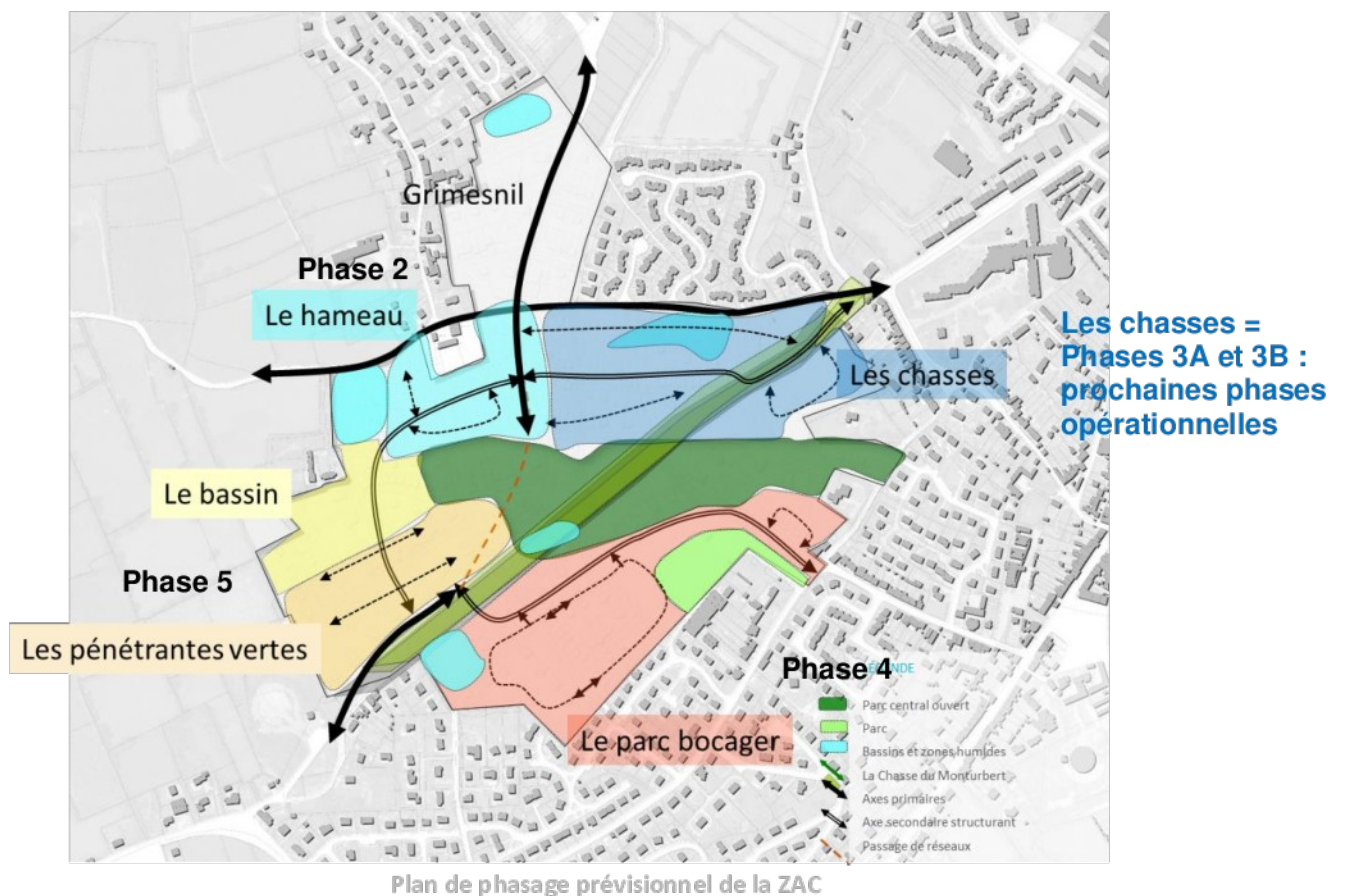 Grimesnil
Phase 2
Le hameau
Les chasses
Les chasses =
Phases 3A et 3B :
prochaines phases
opérationnelles
Le bassin
Phase 5
Les pénétrantes vertes
Phase 4
Le parc bocager
Parc central ouvert
Parc
Bassins et zones humides
La Chasse du Monturbert
Axes primaires
Axe secondaire structurant
Passage de réseaux
Plan de phasage prévisionnel de la ZAC